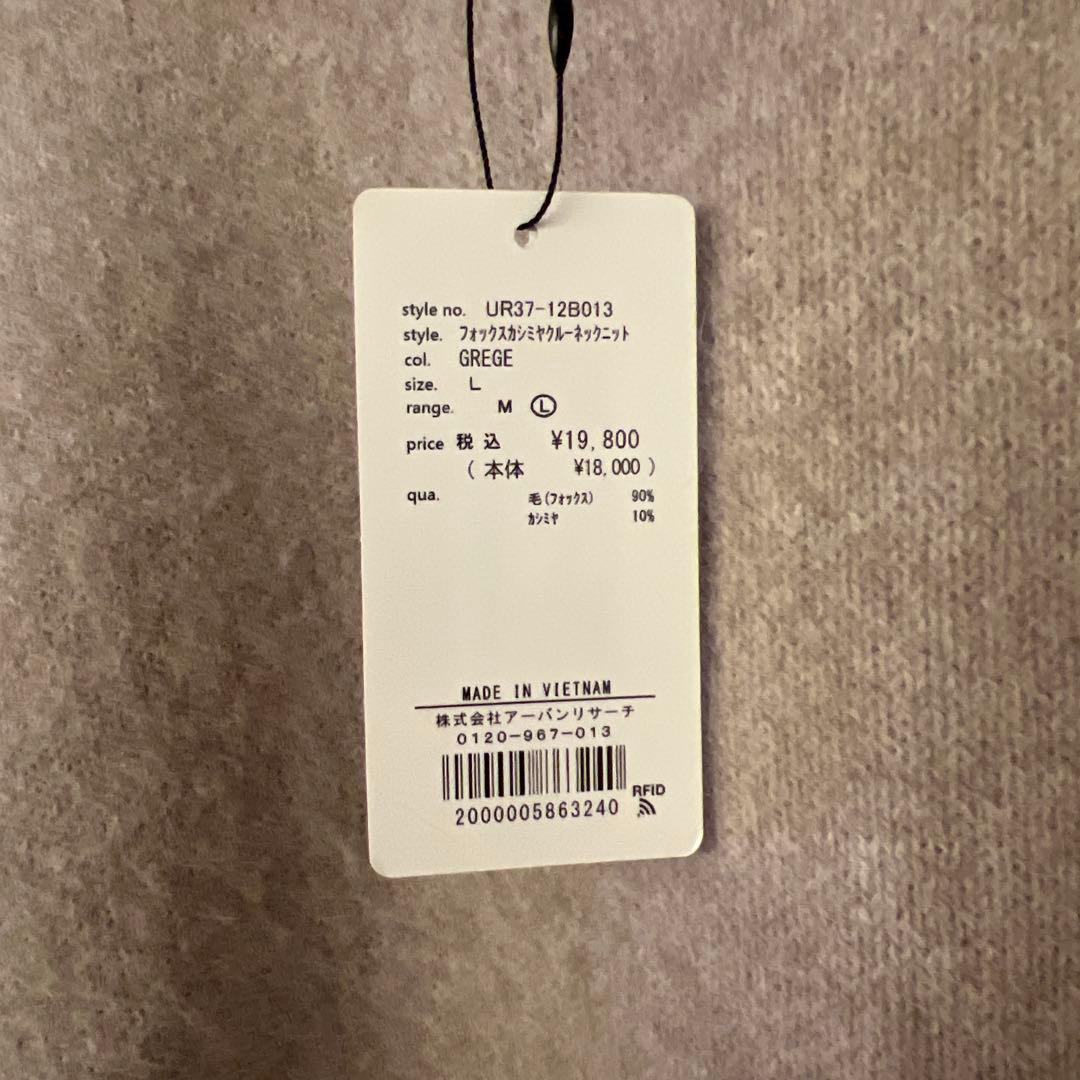 style no. UR37-12B013
style. フォックスカシミヤクルーネックニット
col. GREGE
size. L
range. M Ⓛ
price 税込 ¥19,800
(本体 ¥18,000)
qua. 毛(フォックス) 90%
カシミヤ 10%
MADE IN VIETNAM
株式会社アーバンリサーチ
0120-967-013
RFID
2000005863240